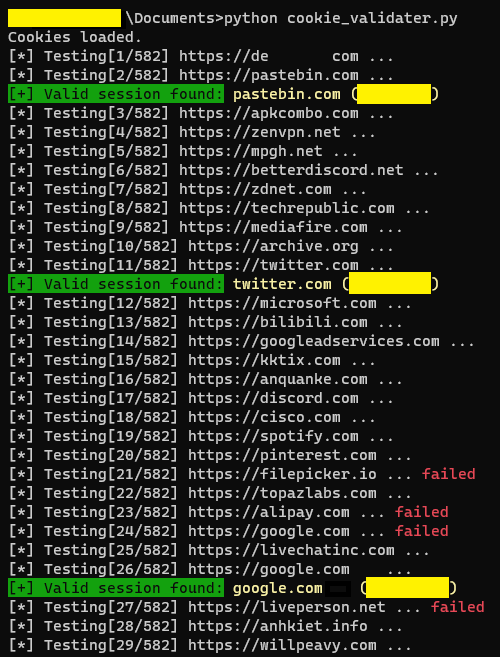 \Documents>python cookie_validater.py
Cookies loaded.
[*] Testing[1/582] https://de com ...
[*] Testing[2/582] https://pastebin.com ...
[+] Valid session found: pastebin.com ( )
[*] Testing[3/582] https://apkcombo.com ...
[*] Testing[4/582] https://zenvpn.net ...
[*] Testing[5/582] https://mpgh.net ...
[*] Testing[6/582] https://betterdiscord.net ...
[*] Testing[7/582] https://zdnet.com ...
[*] Testing[8/582] https://techrepublic.com ...
[*] Testing[9/582] https://mediafire.com ...
[*] Testing[10/582] https://archive.org ...
[*] Testing[11/582] https://twitter.com ...
[+] Valid session found: twitter.com ( )
[*] Testing[12/582] https://microsoft.com ...
[*] Testing[13/582] https://bilibili.com ...
[*] Testing[14/582] https://googleadservices.com ...
[*] Testing[15/582] https://kktix.com ...
[*] Testing[16/582] https://anquanke.com ...
[*] Testing[17/582] https://discord.com ...
[*] Testing[18/582] https://cisco.com ...
[*] Testing[19/582] https://spotify.com ...
[*] Testing[20/582] https://pinterest.com ...
[*] Testing[21/582] https://filepicker.io ... failed
[*] Testing[22/582] https://topazlabs.com ...
[*] Testing[23/582] https://alipay.com ... failed
[*] Testing[24/582] https://google.com ... failed
[*] Testing[25/582] https://livechatinc.com ...
[*] Testing[26/582] https://google.com ...
[+] Valid session found: google.com ( )
[*] Testing[27/582] https://liveperson.net ... failed
[*] Testing[28/582] https://anhkiet.info ...
[*] Testing[29/582] https://willpeavy.com ...